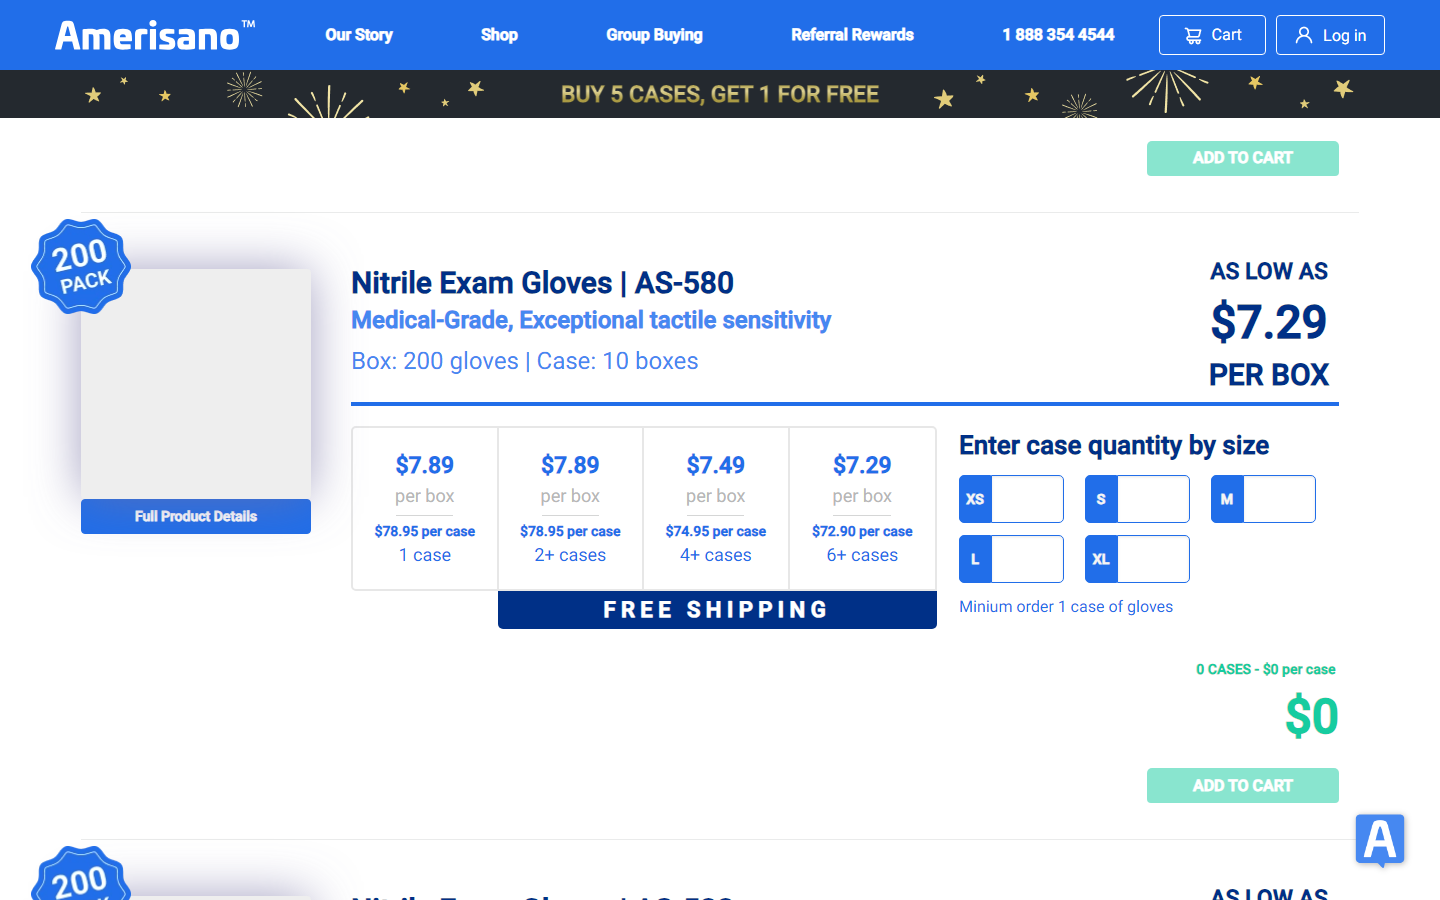 Amerisano™
Our Story
Shop
Group Buying
Referral Rewards
1 888 354 4544
Cart
Log in
BUY 5 CASES, GET 1 FOR FREE
ADD TO CART
200
PACK
Full Product Details
Nitrile Exam Gloves | AS-580
Medical-Grade, Exceptional tactile sensitivity
Box: 200 gloves | Case: 10 boxes
AS LOW AS
$7.29
PER BOX
$7.89
per box
$78.95 per case
1 case
$7.89
per box
$78.95 per case
2+ cases
$7.49
per box
$74.95 per case
4+ cases
$7.29
per box
$72.90 per case
6+ cases
FREE SHIPPING
Enter case quantity by size
XS
S
M
L
XL
Minium order 1 case of gloves
0 CASES - $0 per case
$0
ADD TO CART
A
200
AS LOW AS